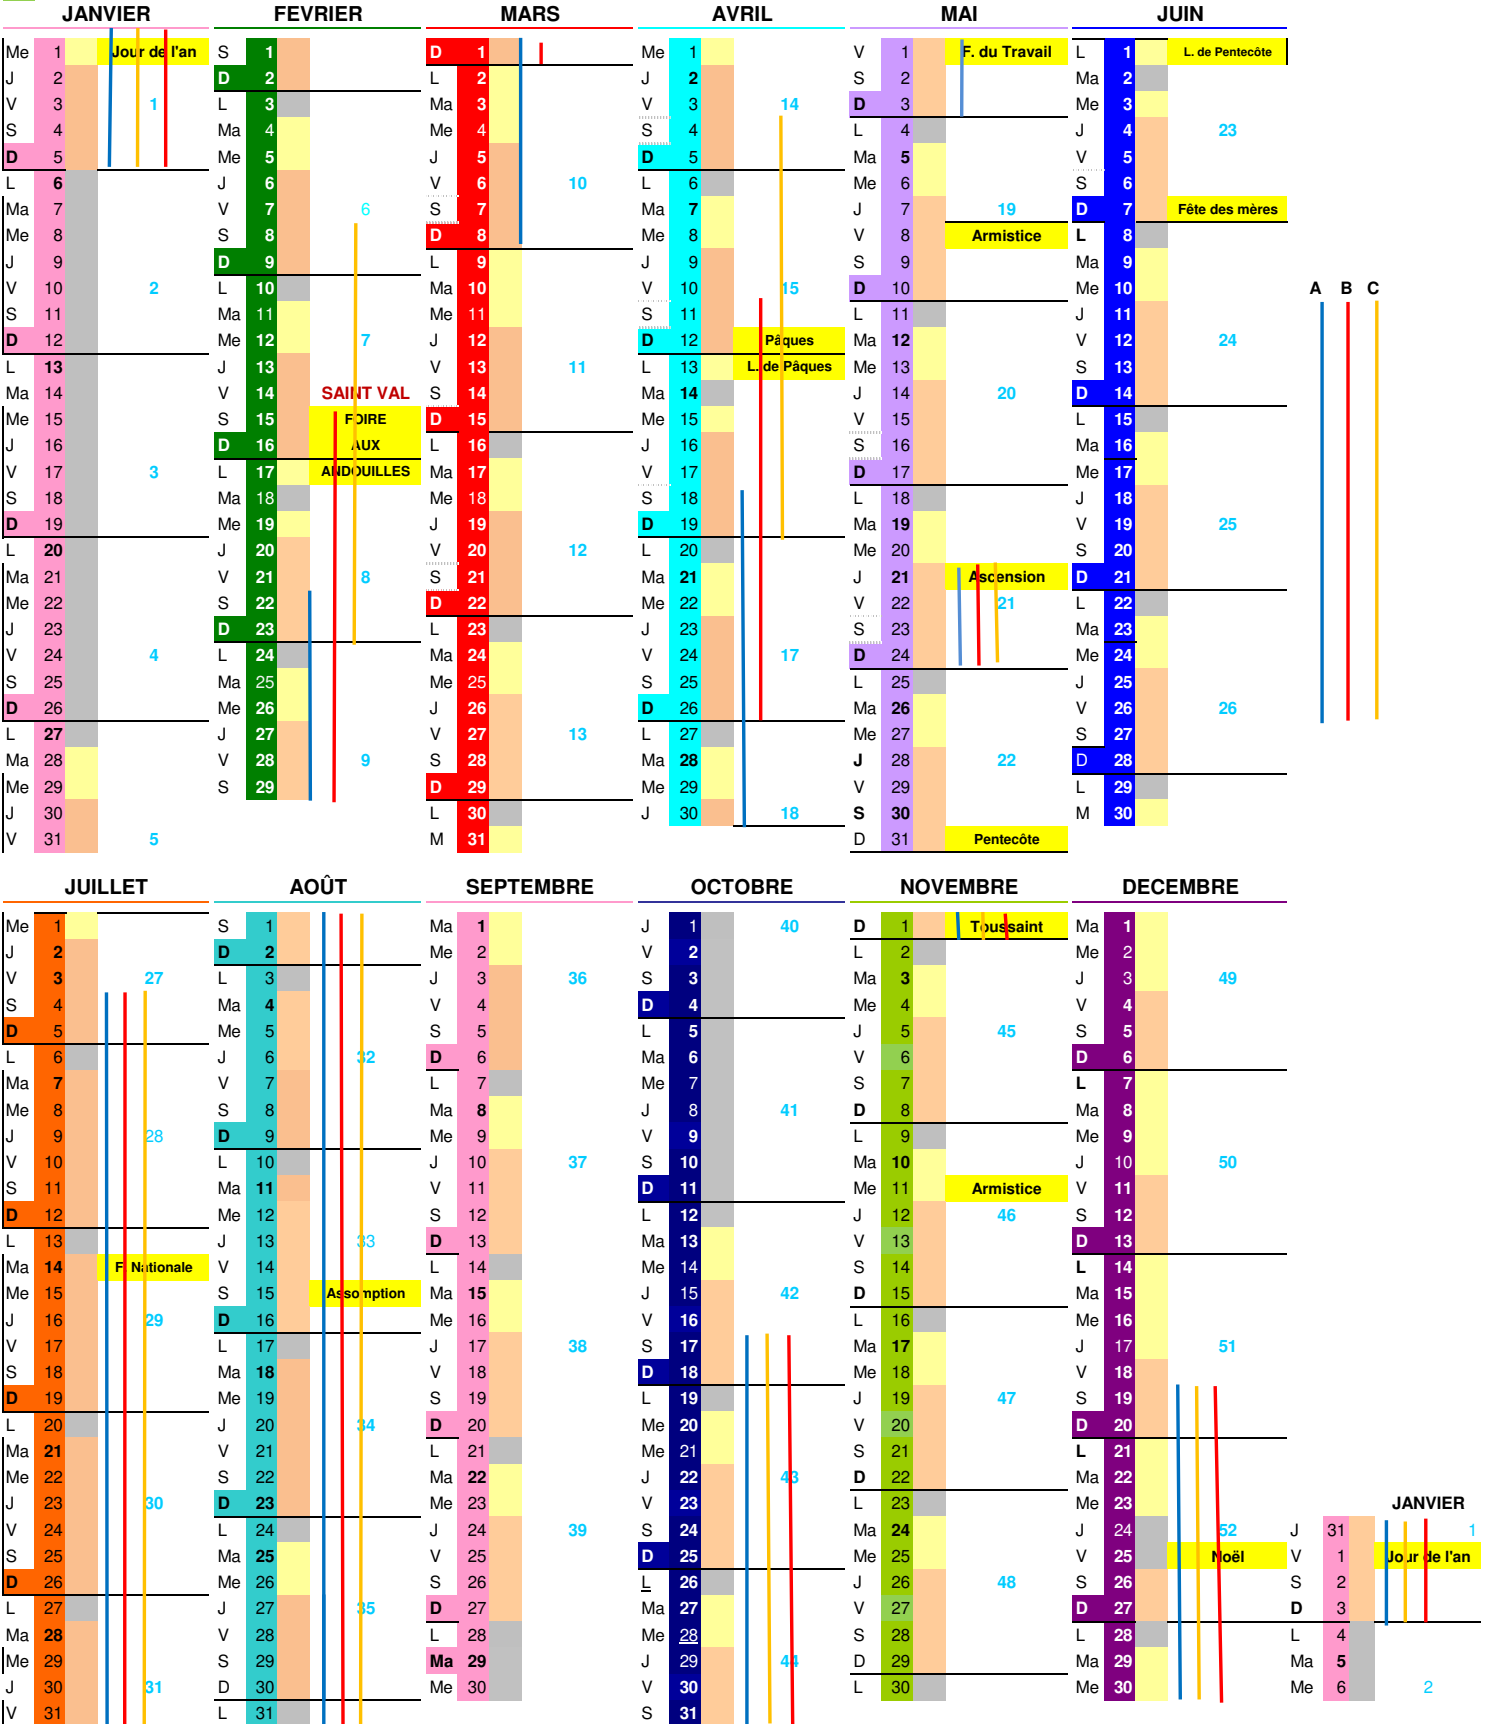 JANVIER
Me 1 Jour de l'an
J 2
V 3 1
S 4
D 5
L 6
Ma 7
Me 8
J 9
V 10 2
S 11
D 12
L 13
Ma 14
Me 15
J 16
V 17 3
S 18
D 19
L 20
Ma 21
Me 22
J 23
V 24 4
S 25
D 26
L 27
Ma 28
Me 29
J 30
V 31 5
FEVRIER
S 1
D 2
L 3
Ma 4
Me 5
J 6
V 7 6
S 8
D 9
L 10
Ma 11
Me 12 7
J 13
V 14 SAINT VAL
S 15 FOIRE
D 16 AUX
L 17 ANDOUILLES
Ma 18
Me 19
J 20
V 21 8
S 22
D 23
L 24
Ma 25
Me 26
J 27
V 28 9
S 29
MARS
D 1
L 2
Ma 3
Me 4
J 5
V 6 10
S 7
D 8
L 9
Ma 10
Me 11
J 12
V 13 11
S 14
D 15
L 16
Ma 17
Me 18
J 19
V 20 12
S 21
D 22
L 23
Ma 24
Me 25
J 26
V 27 13
S 28
D 29
L 30
M 31
AVRIL
Me 1
J 2
V 3 14
S 4
D 5
L 6
Ma 7
Me 8
J 9
V 10 15
S 11
D 12 Pâques
L 13 L. de Pâques
Ma 14
Me 15
J 16
V 17
S 18
D 19
L 20
Ma 21
Me 22
J 23
V 24 17
S 25
D 26
L 27
Ma 28
Me 29
J 30 18
MAI
V 1 F. du Travail
S 2
D 3
L 4
Ma 5
Me 6
J 7 19
V 8 Armistice
S 9
D 10
L 11
Ma 12
Me 13
J 14 20
V 15
S 16
D 17
L 18
Ma 19
Me 20
J 21 Ascension
V 22 21
S 23
D 24
L 25
Ma 26
Me 27
J 28 22
V 29
S 30
D 31 Pentecôte
JUIN
L 1 L. de Pentecôte
Ma 2
Me 3
J 4 23
V 5
S 6
D 7 Fête des mères
L 8
Ma 9
Me 10
J 11
V 12 24
S 13
D 14
L 15
Ma 16
Me 17
J 18
V 19 25
S 20
D 21
L 22
Ma 23
Me 24
J 25
V 26 26
S 27
D 28
L 29
M 30
A B C
JUILLET
Me 1
J 2
V 3 27
S 4
D 5
L 6
Ma 7
Me 8
J 9 28
V 10
S 11
D 12
L 13
Ma 14 F. Nationale
Me 15
J 16 29
V 17
S 18
D 19
L 20
Ma 21
Me 22
J 23 30
V 24
S 25
D 26
L 27
Ma 28
Me 29
J 30 31
V 31
AOÛT
S 1
D 2
L 3
Ma 4
Me 5
J 6 32
V 7
S 8
D 9
L 10
Ma 11
Me 12
J 13 33
V 14
S 15 Assomption
D 16
L 17
Ma 18
Me 19
J 20 34
V 21
S 22
D 23
L 24
Ma 25
Me 26
J 27 35
V 28
S 29
D 30
L 31
SEPTEMBRE
Ma 1
Me 2
J 3 36
V 4
S 5
D 6
L 7
Ma 8
Me 9
J 10 37
V 11
S 12
D 13
L 14
Ma 15
Me 16
J 17 38
V 18
S 19
D 20
L 21
Ma 22
Me 23
J 24 39
V 25
S 26
D 27
L 28
Ma 29
Me 30
OCTOBRE
J 1 40
V 2
S 3
D 4
L 5
Ma 6
Me 7
J 8 41
V 9
S 10
D 11
L 12
Ma 13
Me 14
J 15 42
V 16
S 17
D 18
L 19
Me 20
Me 21
J 22 43
V 23
S 24
D 25
L 26
Ma 27
Me 28
J 29 44
V 30
S 31
NOVEMBRE
D 1 Toussaint
L 2
Ma 3
Me 4
J 5 45
V 6
S 7
D 8
L 9
Ma 10
Me 11 Armistice
J 12 46
V 13
S 14
D 15
L 16
Ma 17
Me 18
J 19 47
V 20
S 21
D 22
L 23
Ma 24
Me 25
J 26 48
V 27
S 28
D 29
L 30
DECEMBRE
Ma 1
Me 2
J 3 49
V 4
S 5
D 6
L 7
Ma 8
Me 9
J 10 50
V 11
S 12
D 13
L 14
Ma 15
Me 16
J 17 51
V 18
S 19
D 20
L 21
Ma 22
Me 23
J 24 52
V 25 Noël
S 26
D 27
L 28
Ma 29
Me 30
JANVIER
J 31 1
V 1 Jour de l'an
S 2
D 3
L 4
Ma 5
Me 6 2